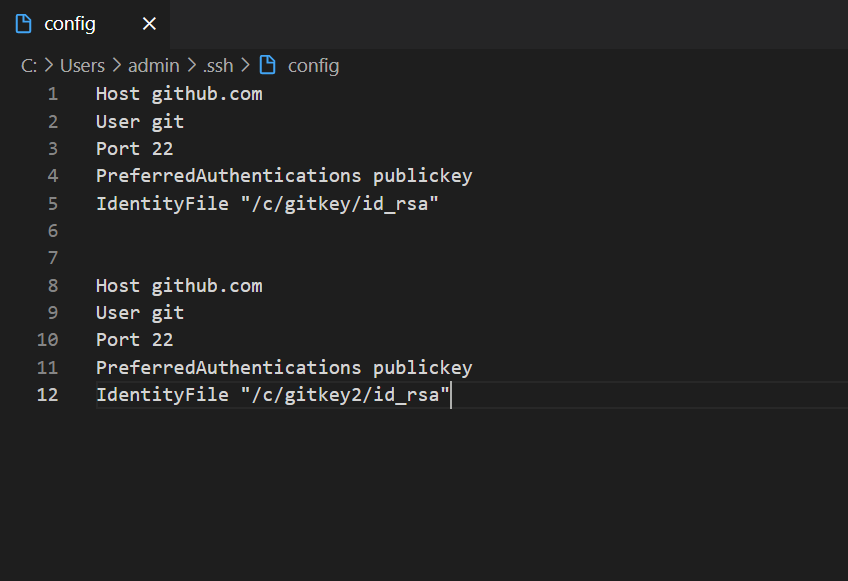 config
C: > Users > admin > .ssh > config
1 Host github.com
2 User git
3 Port 22
4 PreferredAuthentications publickey
5 IdentityFile "/c/gitkey/id_rsa"
6
7
8 Host github.com
9 User git
10 Port 22
11 PreferredAuthentications publickey
12 IdentityFile "/c/gitkey2/id_rsa"